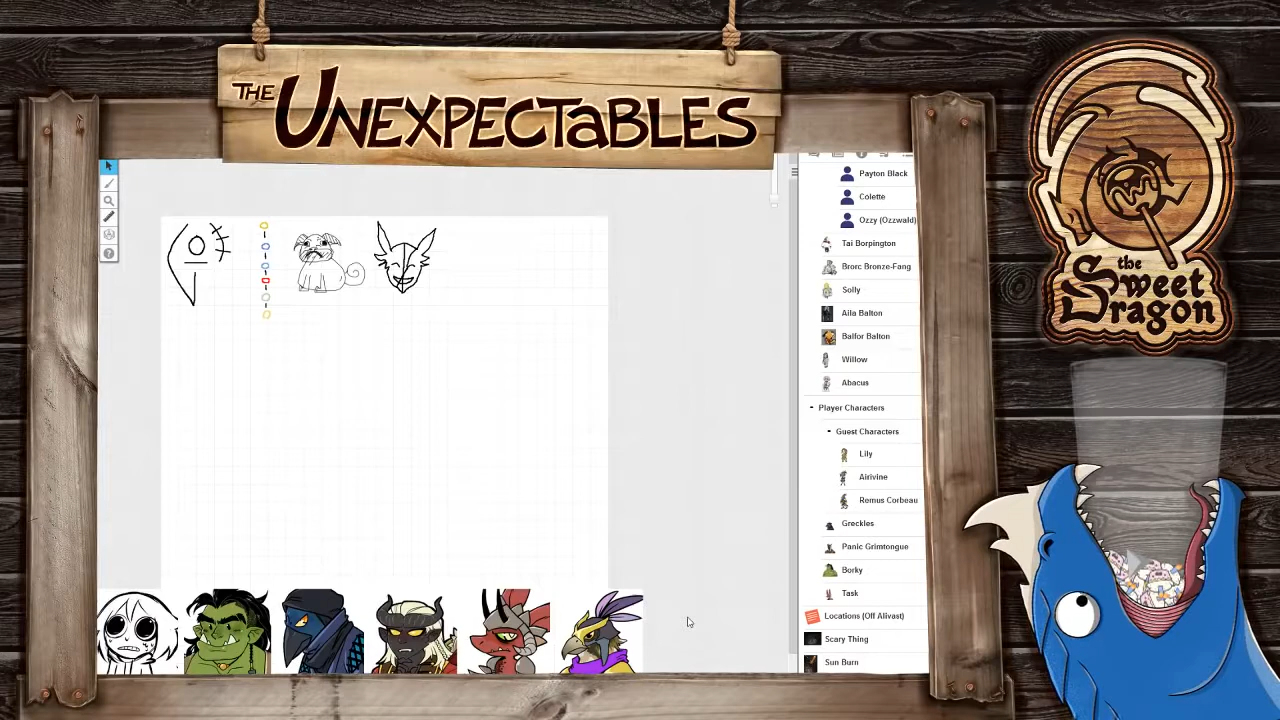 THE UNEXPECTaBLES
the Sweet Dragon
Payton Black
Colette
Ozzy (Ozzwald)
Tai Borpington
Brorc Bronze-Fang
Solly
Aila Balton
Balfor Balton
Willow
Abacus
Player Characters
Guest Characters
Lily
Airivine
Remus Corbeau
Greckles
Panic Grimtongue
Borky
Task
Locations (Off Alivast)
Scary Thing
Sun Burn